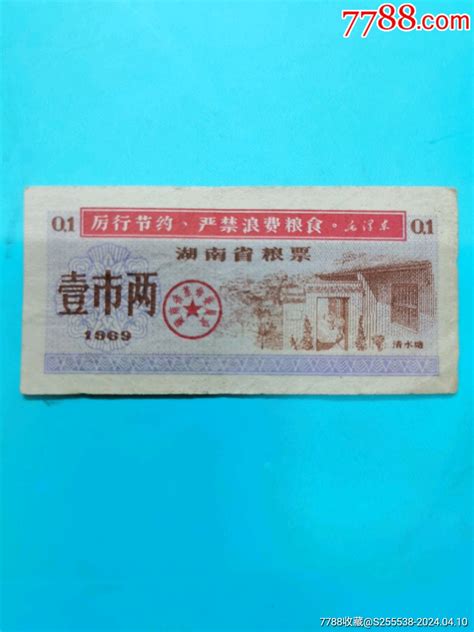 7788.com
0.1 厉行节约、严禁浪费粮食。毛泽东 0.1
湖南省粮票
壹市两
1969
清水塘
7788收藏@S255538-2024.04.10